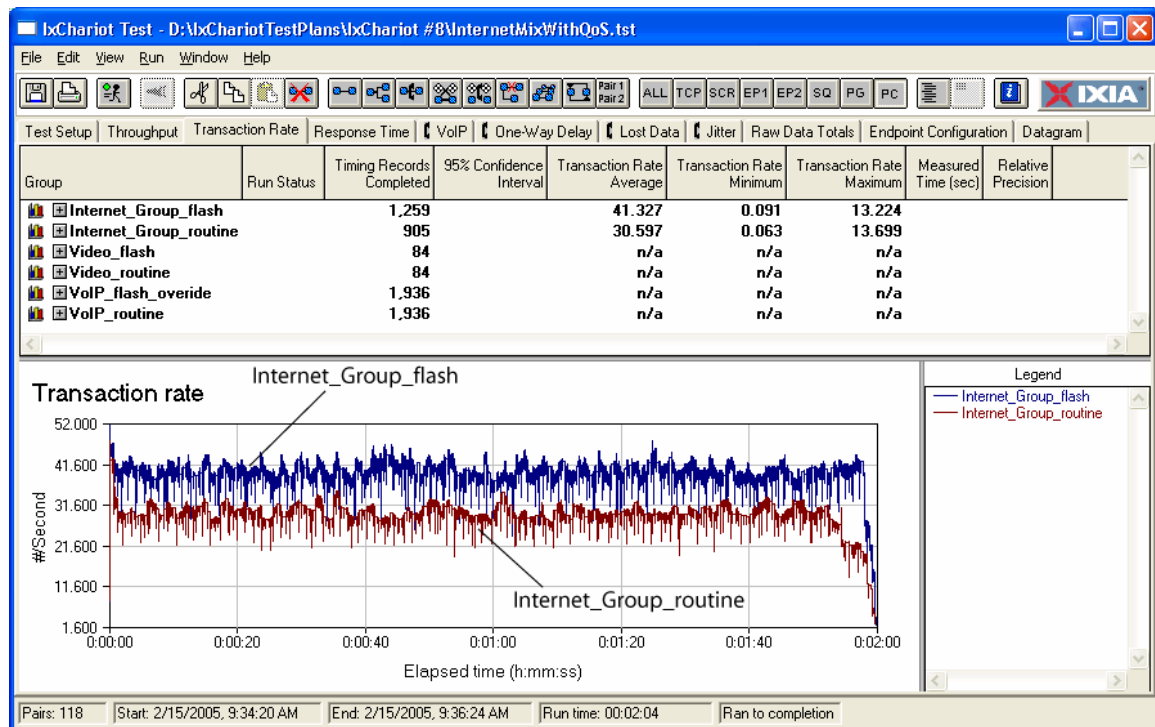 IxChariot Test - D:\IxChariotTestPlans\IxChariot #8\InternetMixWithQoS.tst
File Edit View Run Window Help
Pair 1 Pair 2 ALL TCP SCR EP1 EP2 SQ PG PC i IXIA
Test Setup Throughput Transaction Rate Response Time VoIP One-Way Delay Lost Data Jitter Raw Data Totals Endpoint Configuration Datagram
Group Run Status Timing Records Completed 95% Confidence Interval Transaction Rate Average Transaction Rate Minimum Transaction Rate Maximum Measured Time (sec) Relative Precision
Internet_Group_flash 1,259 41.327 0.091 13.224
Internet_Group_routine 905 30.597 0.063 13.699
Video_flash 84 n/a n/a n/a
Video_routine 84 n/a n/a n/a
VoIP_flash_overide 1,936 n/a n/a n/a
VoIP_routine 1,936 n/a n/a n/a
Internet_Group_flash
Transaction rate
52.000
41.600
31.600
21.600
11.600
1.600
#/Second
Internet_Group_routine
0:00:00 0:00:20 0:00:40 0:01:00 0:01:20 0:01:40 0:02:00
Elapsed time (h:mm:ss)
Legend
Internet_Group_flash
Internet_Group_routine
Pairs: 118 Start: 2/15/2005, 9:34:20 AM End: 2/15/2005, 9:36:24 AM Run time: 00:02:04 Ran to completion